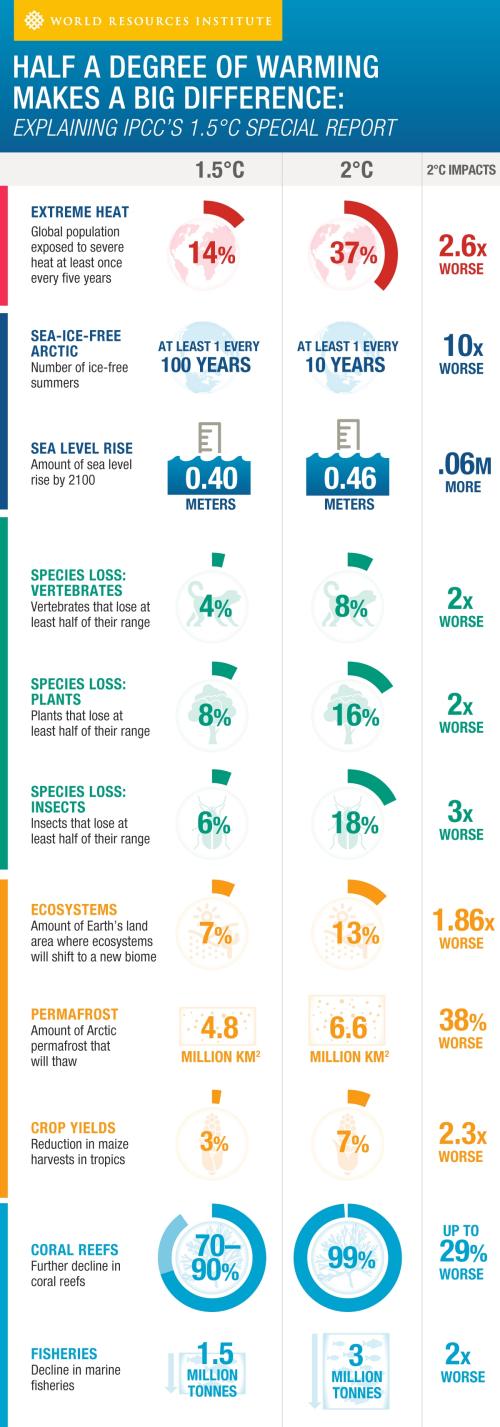 WORLD RESOURCES INSTITUTE
HALF A DEGREE OF WARMING
MAKES A BIG DIFFERENCE:
EXPLAINING IPCC'S 1.5°C SPECIAL REPORT
1.5°C
2°C
2°C IMPACTS
EXTREME HEAT
Global population
exposed to severe
heat at least once
every five years
14%
37%
2.6x
WORSE
SEA-ICE-FREE
ARCTIC
Number of ice-free
summers
AT LEAST 1 EVERY
100 YEARS
AT LEAST 1 EVERY
10 YEARS
10x
WORSE
SEA LEVEL RISE
Amount of sea level
rise by 2100
0.40
METERS
0.46
METERS
.06M
MORE
SPECIES LOSS:
VERTEBRATES
Vertebrates that lose at
least half of their range
4%
8%
2x
WORSE
SPECIES LOSS:
PLANTS
Plants that lose at
least half of their range
8%
16%
2x
WORSE
SPECIES LOSS:
INSECTS
Insects that lose at
least half of their range
6%
18%
3x
WORSE
ECOSYSTEMS
Amount of Earth's land
area where ecosystems
will shift to a new biome
7%
13%
1.86x
WORSE
PERMAFROST
Amount of Arctic
permafrost that
will thaw
4.8
MILLION KM²
6.6
MILLION KM²
38%
WORSE
CROP YIELDS
Reduction in maize
harvests in tropics
3%
7%
2.3x
WORSE
CORAL REEFS
Further decline in
coral reefs
70–
90%
99%
UP TO
29%
WORSE
FISHERIES
Decline in marine
fisheries
1.5
MILLION
TONNES
3
MILLION
TONNES
2x
WORSE